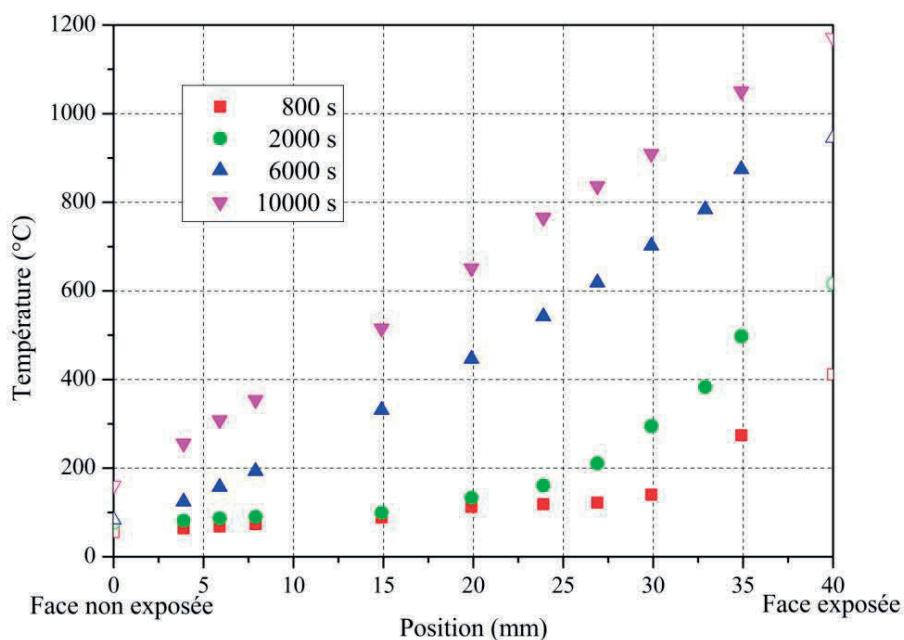 1200
1000
800
600
400
200
0
Température (°C)
800 s
2000 s
6000 s
10000 s
0 5 10 15 20 25 30 35 40
Face non exposée
Face exposée
Position (mm)